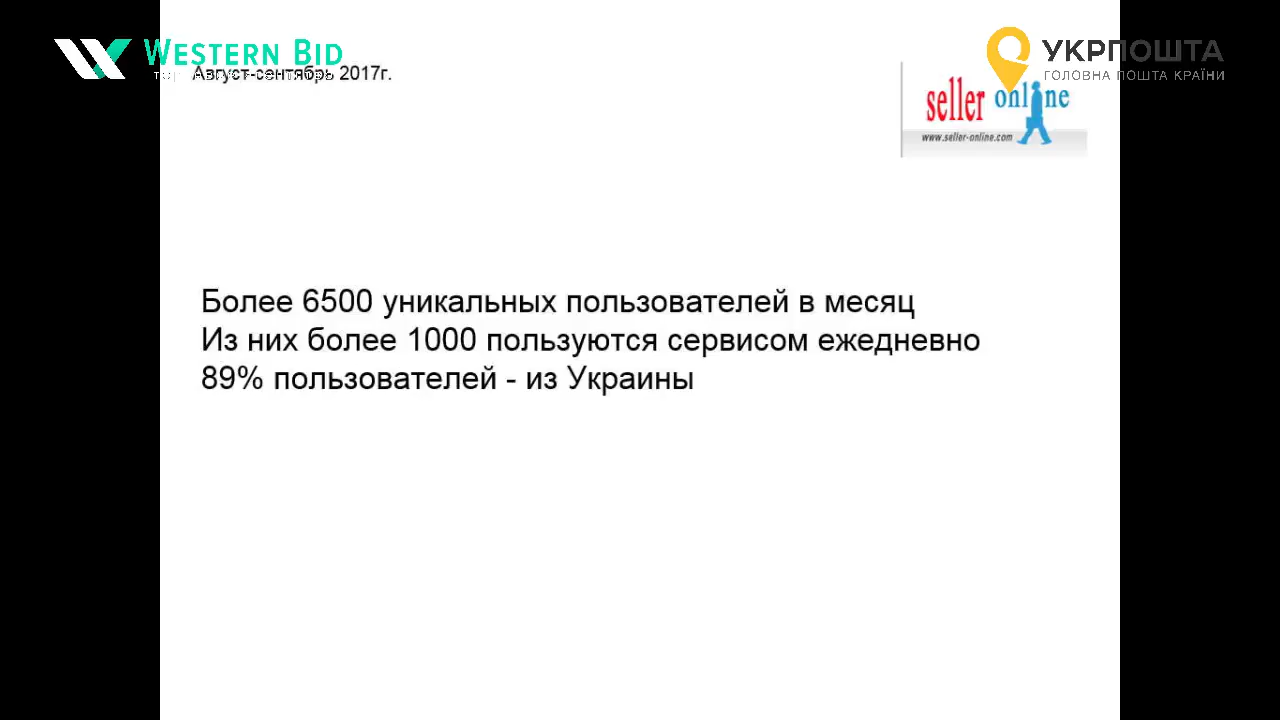 WESTERN BID
Август-сентябрь 2017г.
УКРПОШТА
ГОЛОВНА ПОШТА КРАЇНИ
seller online
www.seller-online.com
Более 6500 уникальных пользователей в месяц
Из них более 1000 пользуются сервисом ежедневно
89% пользователей - из Украины